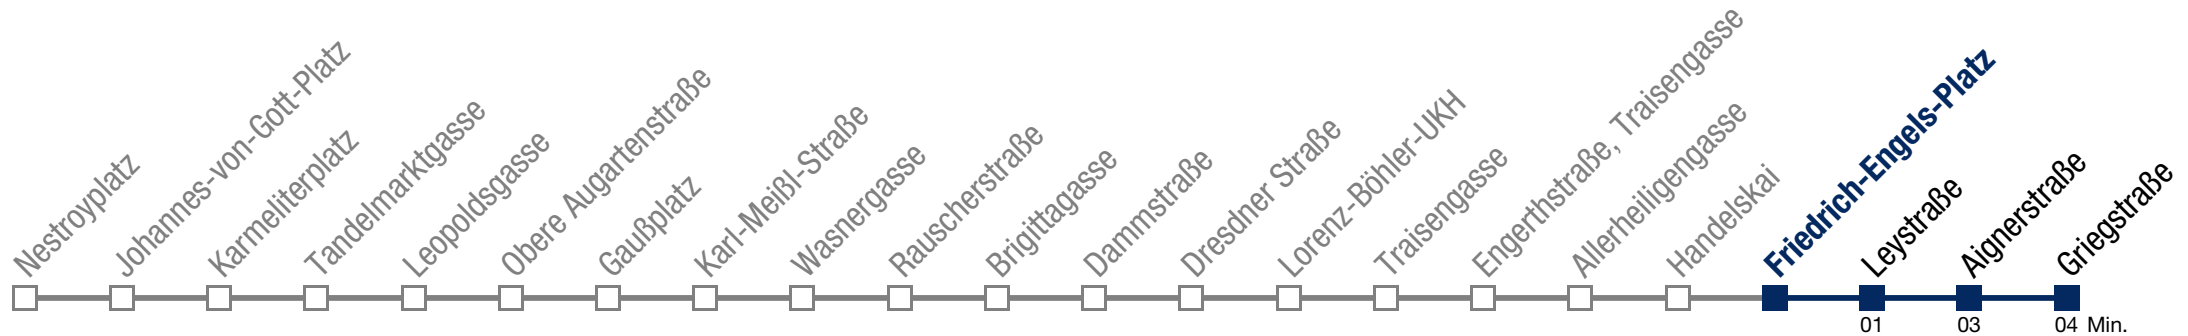 Nestroyplatz
Johannes-von-Gott-Platz
Karmeliterplatz
Tandelmarktgasse
Leopoldsgasse
Obere Augartenstraße
Gaußplatz
Karl-Meißl-Straße
Wasnergasse
Rauscherstraße
Brigittagasse
Dammstraße
Dresdner Straße
Lorenz-Böhler-UKH
Traisengasse
Engerthstraße, Traisengasse
Allerheiligengasse
Handelskai
Friedrich-Engels-Platz
Leystraße
Aignerstraße
Griegstraße
01 03 04 Min.